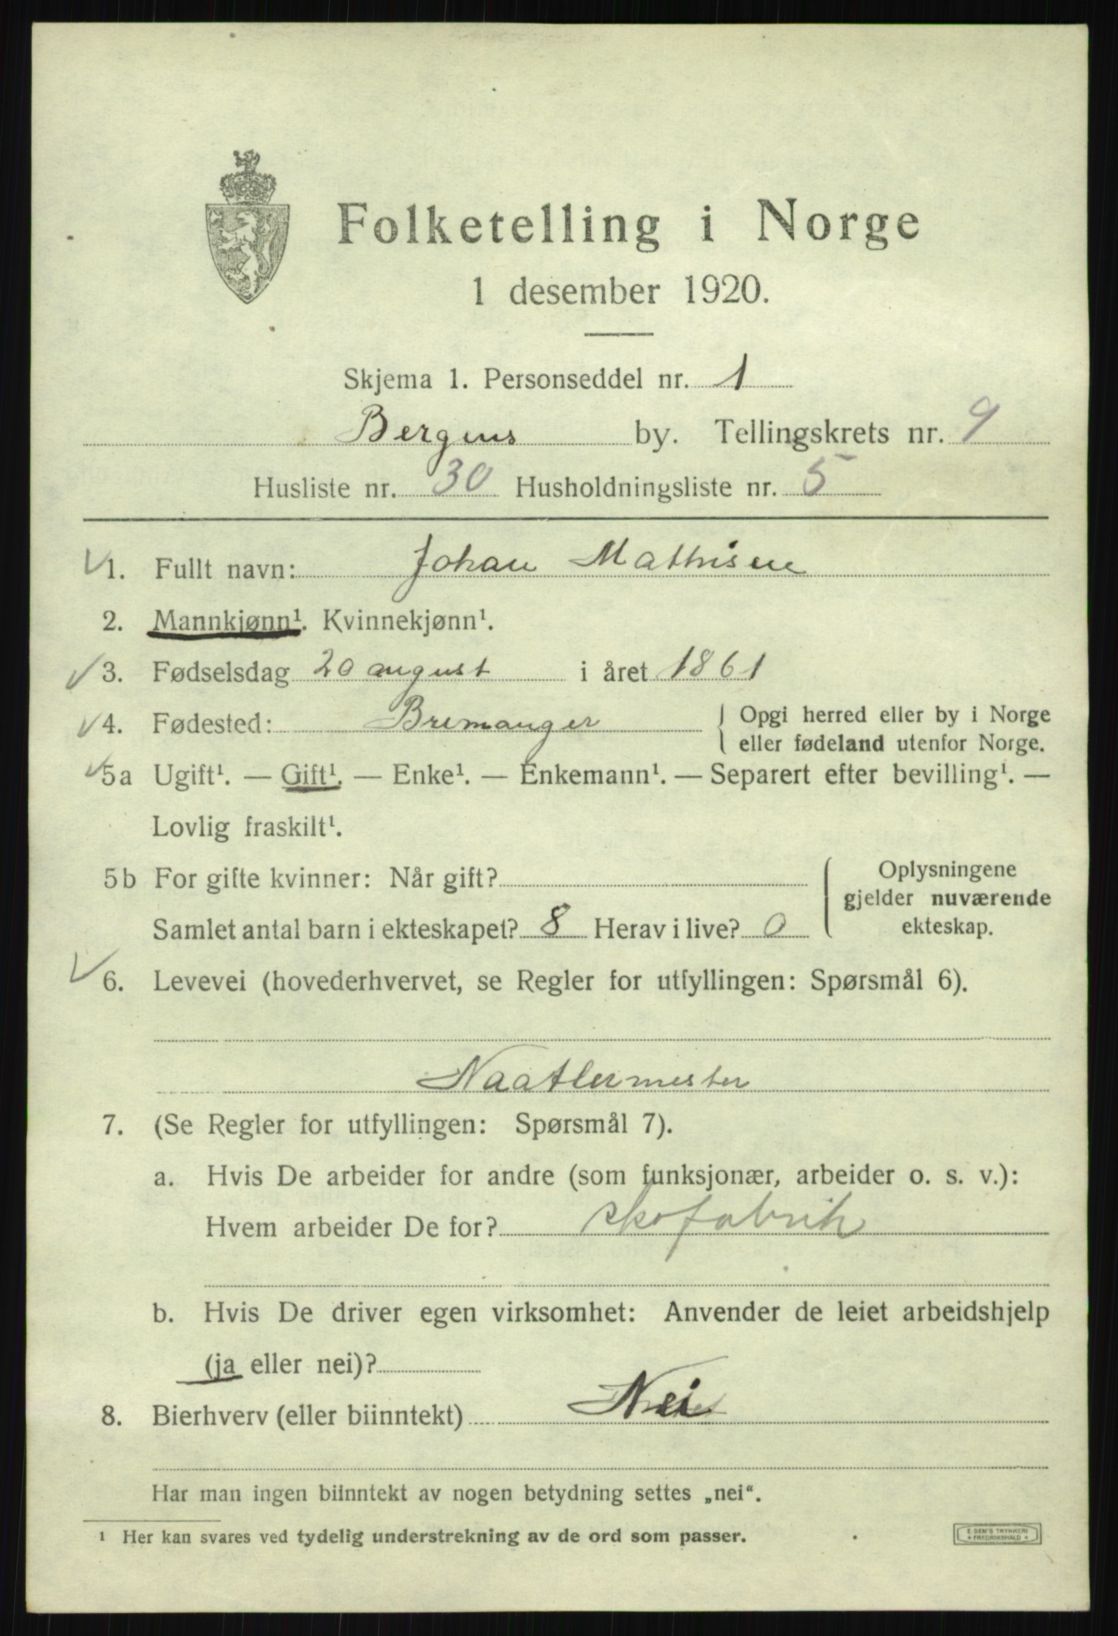 Folketelling i Norge
1 desember 1920.
Skjema 1. Personseddel nr. 1
Bergens by. Tellingskrets nr. 9
Husliste nr. 30 Husholdningsliste nr. 5
1. Fullt navn: Johan Mathisen
2. Mannkjønn¹. Kvinnekjønn¹.
3. Fødselsdag 20 august i året 1861
4. Fødested: Bremanger
Opgi herred eller by i Norge
eller fødeland utenfor Norge.
5a Ugift¹. — Gift¹. — Enke¹. — Enkemann¹. — Separert efter bevilling¹. —
Lovlig fraskilt¹.
5b For gifte kvinner: Når gift?
Samlet antal barn i ekteskapet? 8 Herav i live? 0
Oplysningene
gjelder nuværende
ekteskap.
6. Levevei (hovederhvervet, se Regler for utfyllingen: Spørsmål 6).
Naatlermester
7. (Se Regler for utfyllingen: Spørsmål 7).
a. Hvis De arbeider for andre (som funksjonær, arbeider o. s. v.):
Hvem arbeider De for? skofabrik
b. Hvis De driver egen virksomhet: Anvender de leiet arbeidshjelp
(ja eller nei)?
8. Bierhverv (eller biinntekt) Nei
Har man ingen biinntekt av nogen betydning settes „nei“.
¹ Her kan svares ved tydelig understrekning av de ord som passer.
E. SEM'S TRYKKERI
FREDRIKSHALD